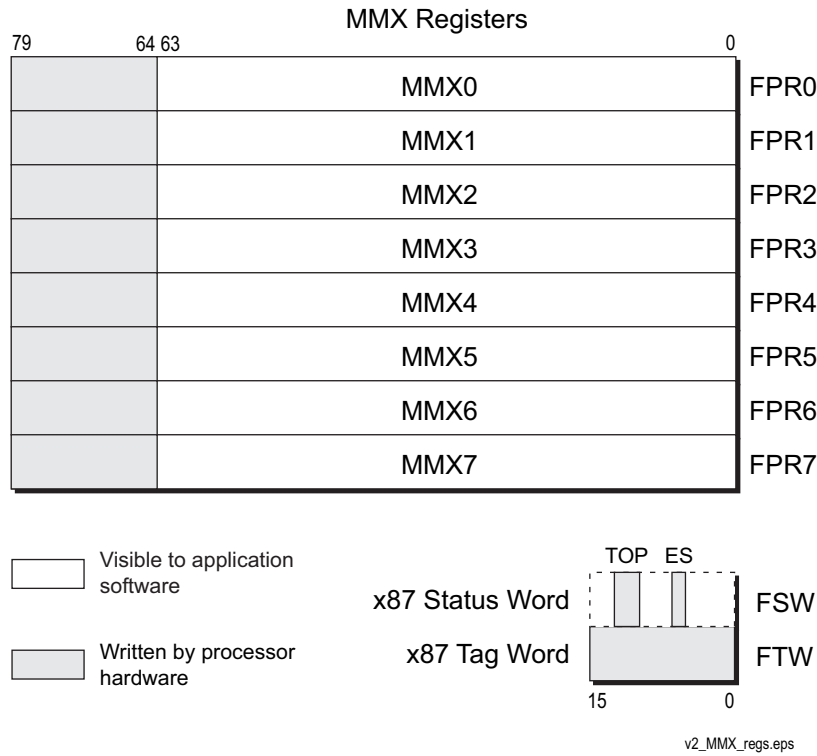 MMX Registers
79 64 63 0
MMX0 FPR0
MMX1 FPR1
MMX2 FPR2
MMX3 FPR3
MMX4 FPR4
MMX5 FPR5
MMX6 FPR6
MMX7 FPR7
Visible to application
software
Written by processor
hardware
TOP ES
x87 Status Word FSW
x87 Tag Word FTW
15 0
v2_MMX_regs.eps